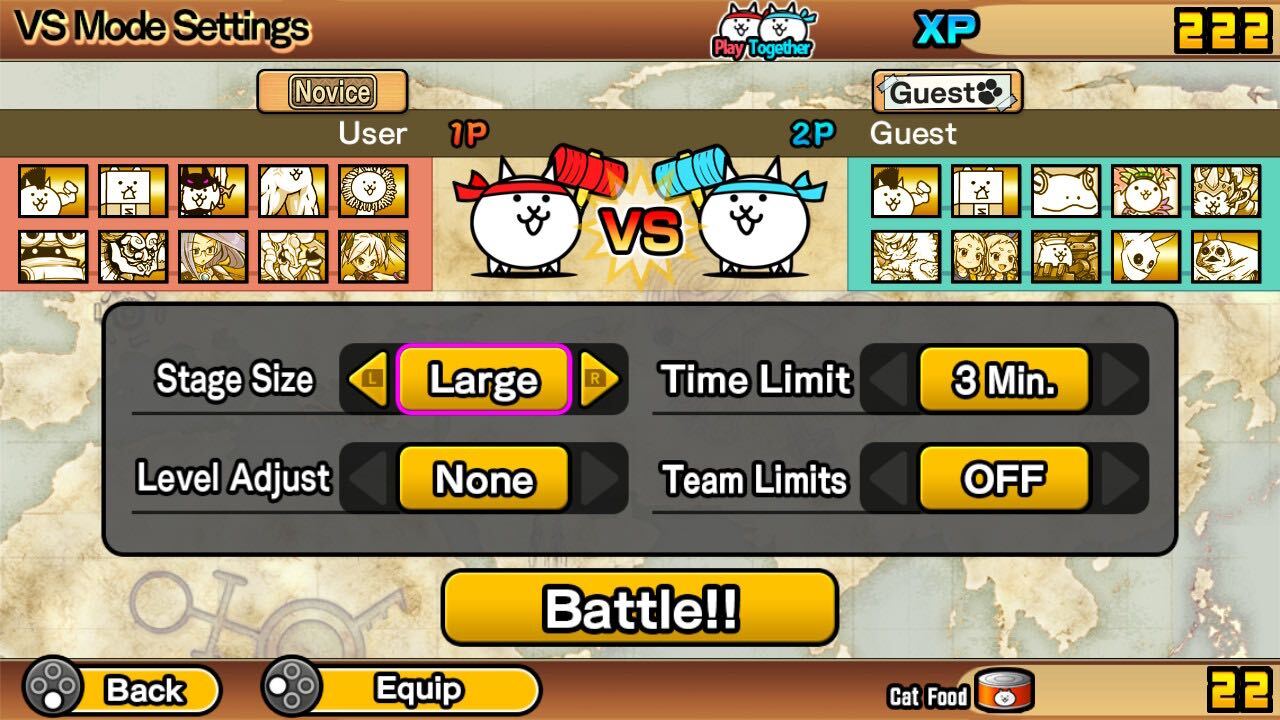 VS Mode Settings
Play Together
XP
222
Novice
Guest
User
1P
2P
Guest
VS
Stage Size
L
Large
R
Time Limit
3 Min.
Level Adjust
None
Team Limits
OFF
Battle!!
Back
Equip
Cat Food
22